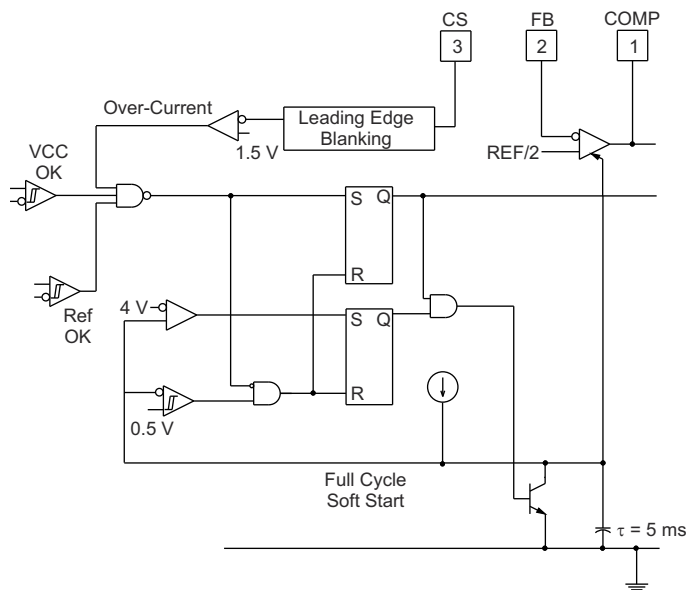 CS
FB
COMP
3
2
1
Over-Current
Leading Edge
Blanking
1.5 V
REF/2
VCC
OK
S
Q
R
Ref
OK
4 V
S
Q
R
0.5 V
Full Cycle
Soft Start
τ = 5 ms